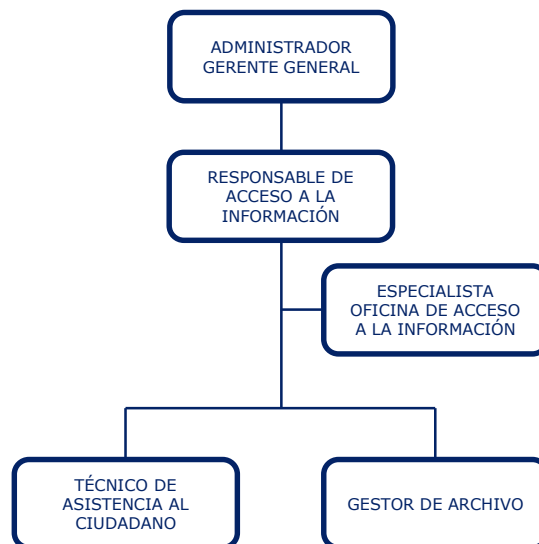 ADMINISTRADOR
GERENTE GENERAL
RESPONSABLE DE
ACCESO A LA
INFORMACIÓN
ESPECIALISTA
OFICINA DE ACCESO
A LA INFORMACIÓN
TÉCNICO DE
ASISTENCIA AL
CIUDADANO
GESTOR DE ARCHIVO